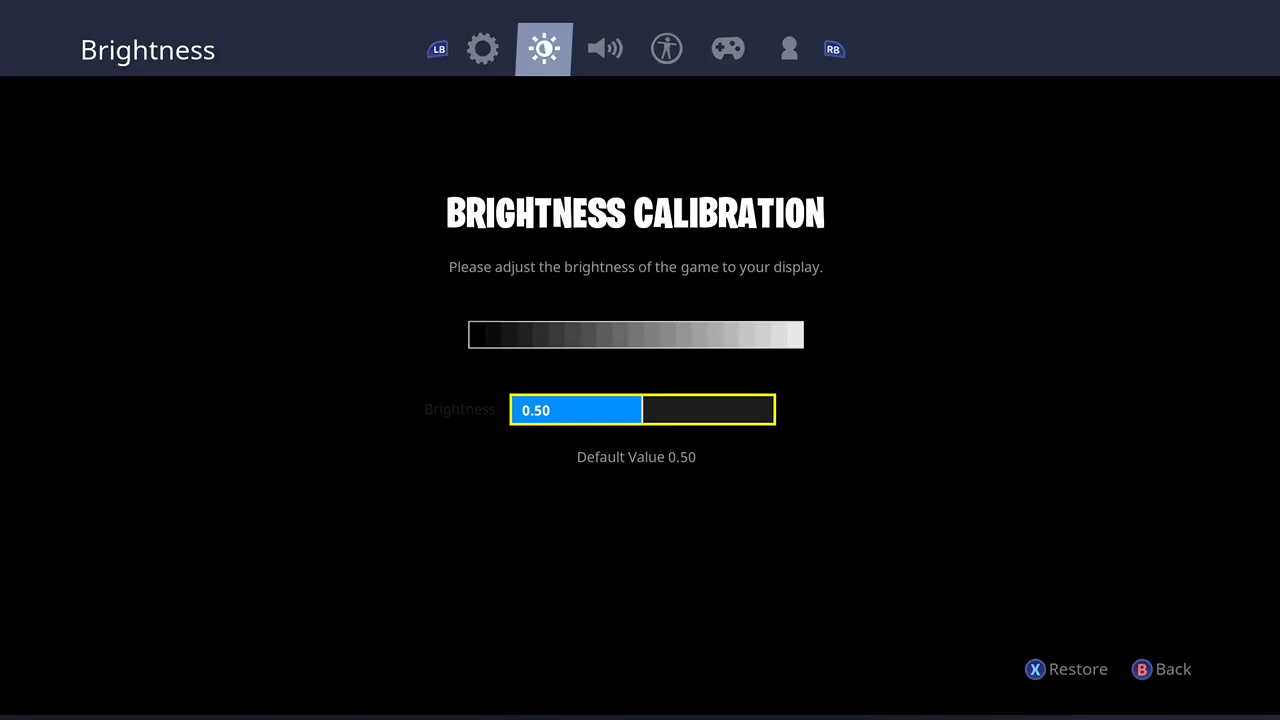 Brightness
LB
RB
BRIGHTNESS CALIBRATION
Please adjust the brightness of the game to your display.
Brightness
0.50
Default Value 0.50
X Restore
B Back